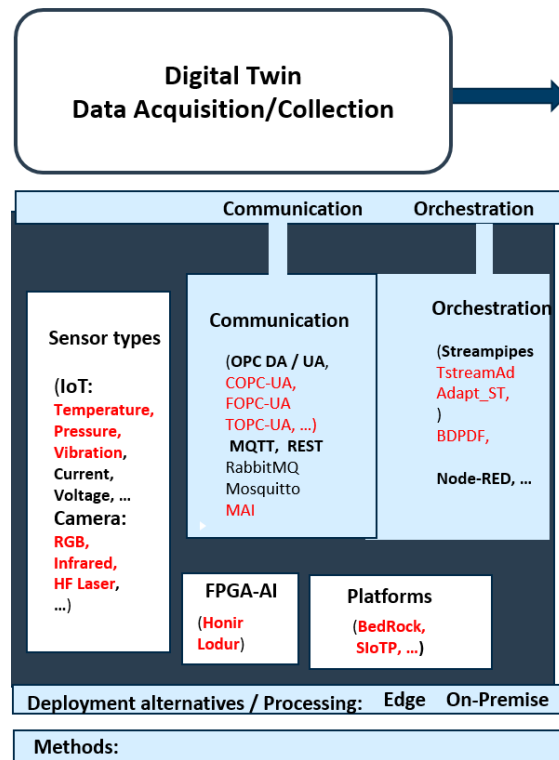 Digital Twin
Data Acquisition/Collection
Communication
Orchestration
Sensor types
(IoT:
Temperature,
Pressure,
Vibration,
Current,
Voltage, ...
Camera:
RGB,
Infrared,
HF Laser,
...)
Communication
(OPC DA / UA,
COPC-UA,
FOPC-UA
TOPC-UA, ...)
MQTT, REST
RabbitMQ
Mosquitto
MAI
Orchestration
(Streampipes
TstreamAd
Adapt_ST,
)
BDPDF,
Node-RED, ...
FPGA-AI
(Honir
Lodur)
Platforms
(BedRock,
SIoTP, ...)
Deployment alternatives / Processing: Edge On-Premise
Methods: